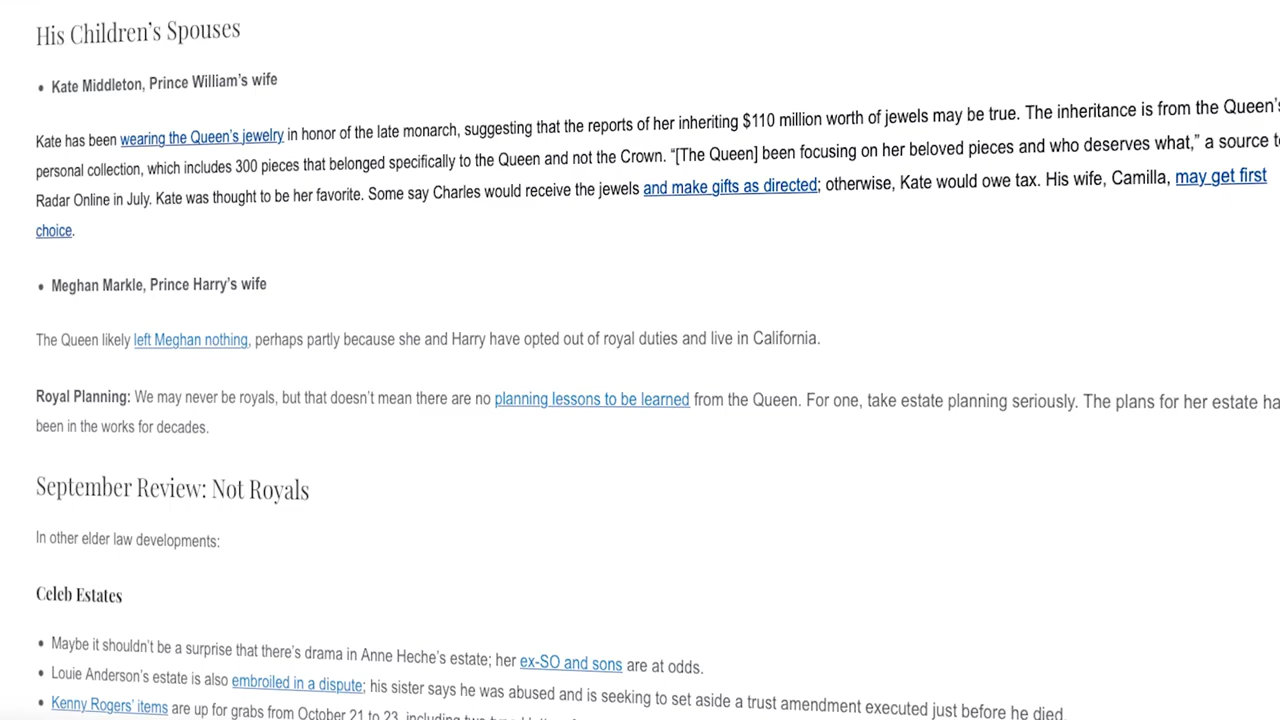 His Children's Spouses
• Kate Middleton, Prince William's wife
Kate has been wearing the Queen's jewelry in honor of the late monarch, suggesting that the reports of her inheriting $110 million worth of jewels may be true. The inheritance is from the Queen's
personal collection, which includes 300 pieces that belonged specifically to the Queen and not the Crown. “[The Queen] been focusing on her beloved pieces and who deserves what,” a source to
Radar Online in July. Kate was thought to be her favorite. Some say Charles would receive the jewels and make gifts as directed; otherwise, Kate would owe tax. His wife, Camilla, may get first
choice.
• Meghan Markle, Prince Harry's wife
The Queen likely left Meghan nothing, perhaps partly because she and Harry have opted out of royal duties and live in California.
Royal Planning: We may never be royals, but that doesn't mean there are no planning lessons to be learned from the Queen. For one, take estate planning seriously. The plans for her estate ha
been in the works for decades.
September Review: Not Royals
In other elder law developments:
Celeb Estates
• Maybe it shouldn't be a surprise that there's drama in Anne Heche's estate; her ex-SO and sons are at odds.
• Louie Anderson's estate is also embroiled in a dispute; his sister says he was abused and is seeking to set aside a trust amendment executed just before he died.
• Kenny Rogers' items are up for grabs from October 21 to 23, including two